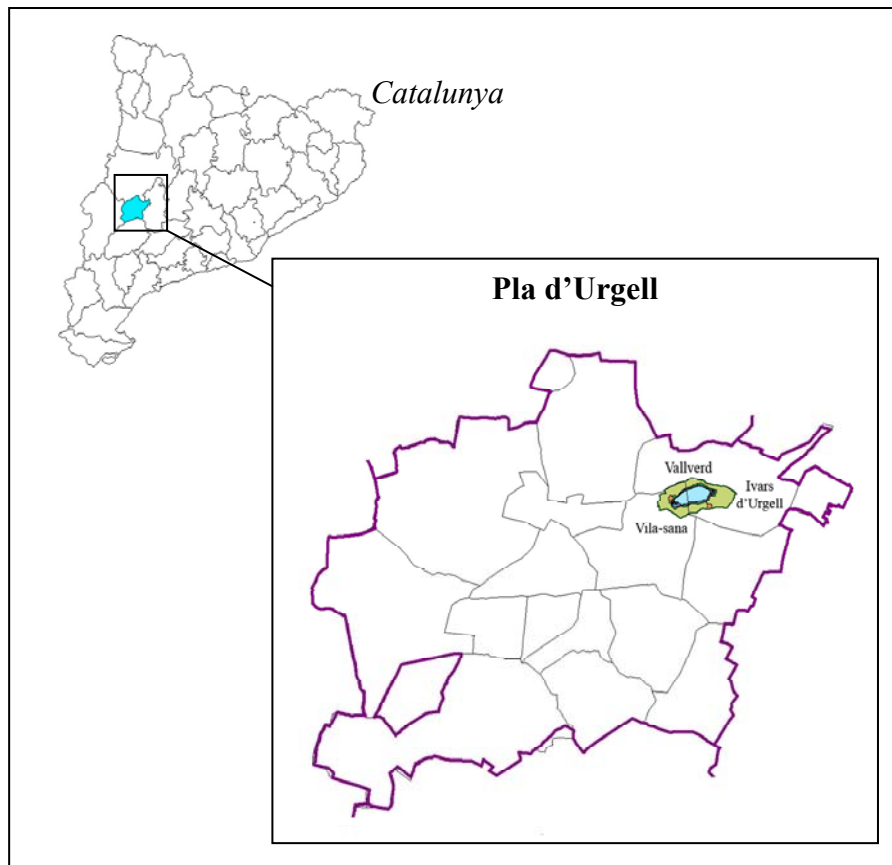 Catalunya
Pla d’Urgell
Vallverd
Ivars
d’Urgell
Vila-sana